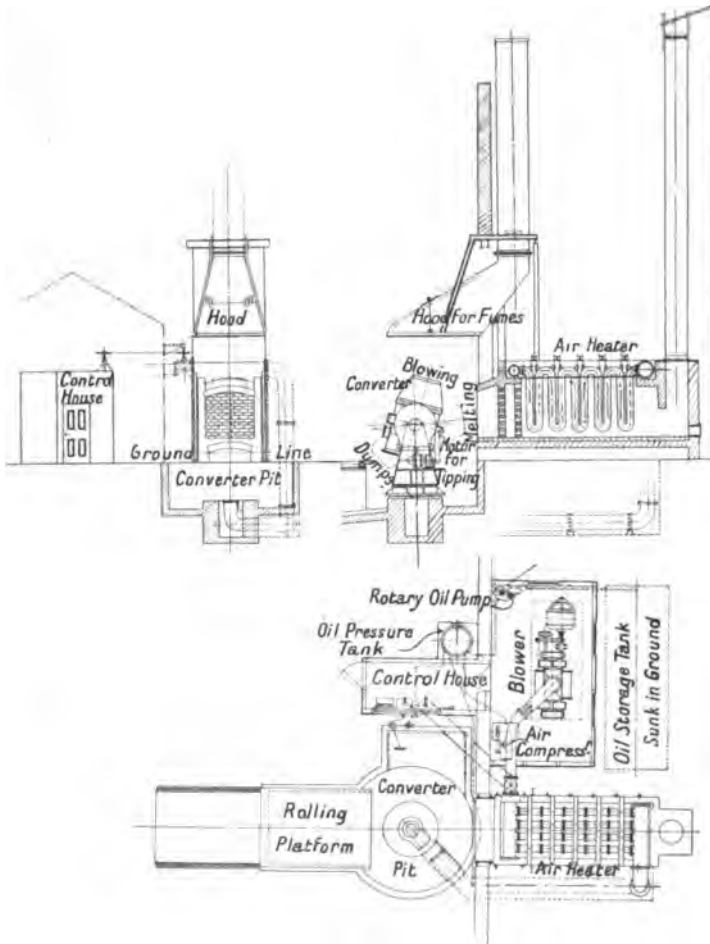 Hood
Hood for Fumes
Air Heater
Control
House
Blowing
Converter
Melting
Ground Line
Dumps
Motor
for
Tipping
Converter Pit
Rotary Oil Pump
Oil Pressure
Tank
Control House
Blower
Oil Storage Tank
Sunk in Ground
Air
Compress.
Converter
Rolling
Platform
Pit
Air Heater